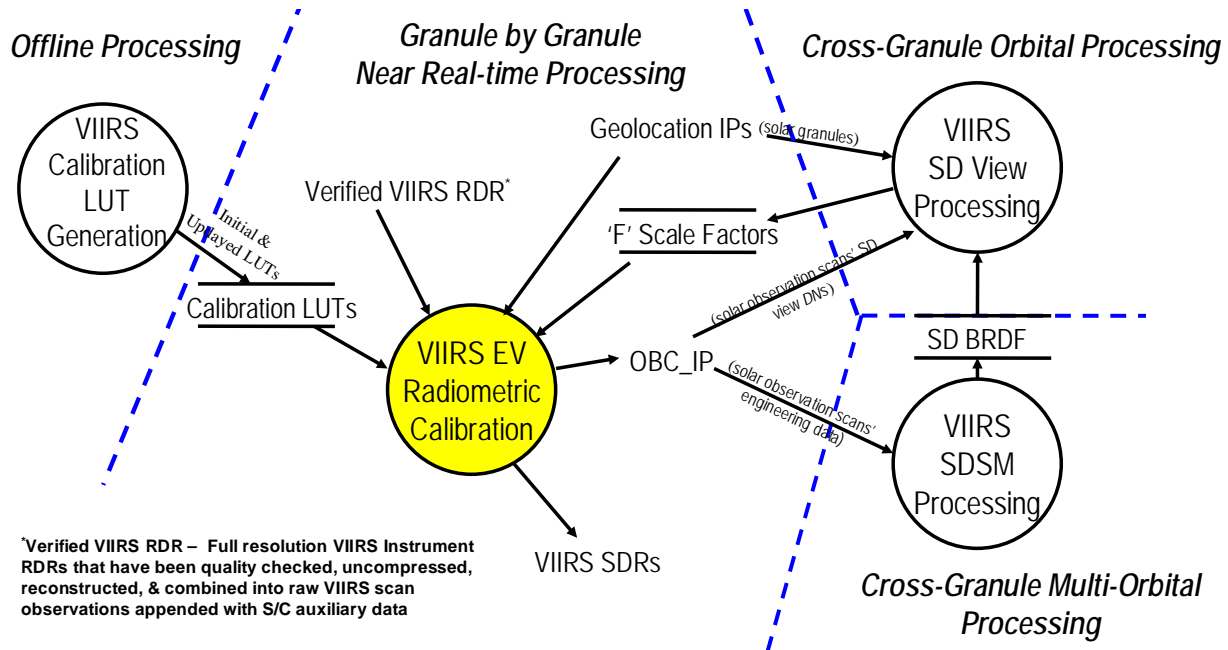 Offline Processing
Granule by Granule
Near Real-time Processing
Cross-Granule Orbital Processing
VIIRS
Calibration
LUT
Generation
Initial &
Updayed LUTs
Calibration LUTs
Verified VIIRS RDR*
Geolocation IPs (solar granules)
'F' Scale Factors
VIIRS
SD View
Processing
(solar observation scans' SD
view DNs)
VIIRS EV
Radiometric
Calibration
OBC_IP
(solar observation scans'
engineering data)
SD BRDF
VIIRS
SDSM
Processing
VIIRS SDRs
*Verified VIIRS RDR – Full resolution VIIRS Instrument
RDRs that have been quality checked, uncompressed,
reconstructed, & combined into raw VIIRS scan
observations appended with S/C auxiliary data
Cross-Granule Multi-Orbital
Processing